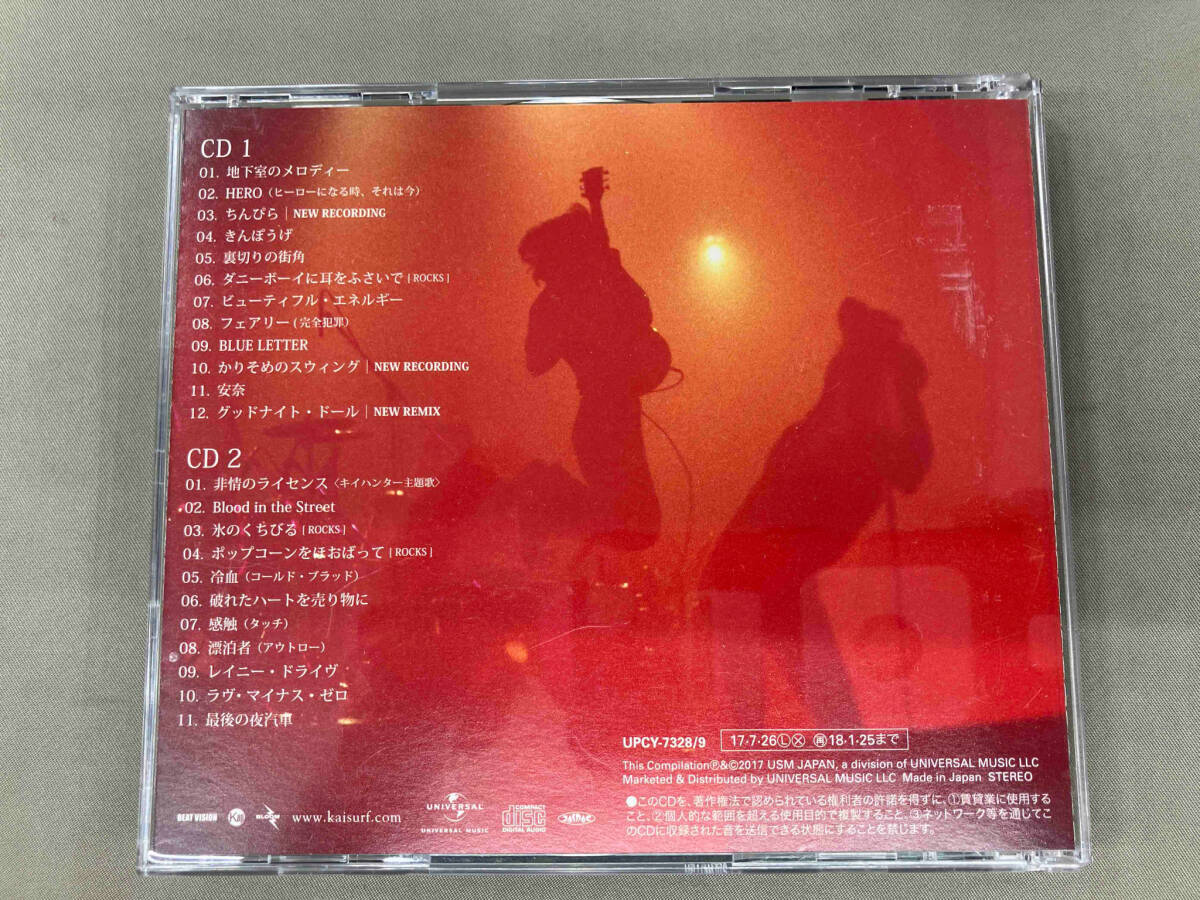 CD 1
01. 地下室のメロディー
02. HERO（ヒーローになる時、それは今）
03. ちんぴら｜NEW RECORDING
04. きんぽうげ
05. 裏切りの街角
06. ダニーボーイに耳をふさいで [ROCKS]
07. ビューティフル・エネルギー
08. フェアリー（完全犯罪）
09. BLUE LETTER
10. かりそめのスウィング｜NEW RECORDING
11. 安奈
12. グッドナイト・ドール｜NEW REMIX
CD 2
01. 非情のライセンス〈キイハンター主題歌〉
02. Blood in the Street
03. 氷のくちびる [ROCKS]
04. ポップコーンをほおばって [ROCKS]
05. 冷血（コールド・ブラッド）
06. 破れたハートを売り物に
07. 感触（タッチ）
08. 漂泊者（アウトロー）
09. レイニー・ドライヴ
10. ラヴ・マイナス・ゼロ
11. 最後の夜汽車
UPCY-7328/9 17・7・26Ⓛ㊇ 18・1・25まで
This Compilation℗&©2017 USM JAPAN, a division of UNIVERSAL MUSIC LLC
Marketed & Distributed by UNIVERSAL MUSIC LLC Made in Japan STEREO
●このCDを、著作権法で認められている権利者の許諾を得ずに、①賃貸業に使用する
こと、②個人的な範囲を超える使用目的で複製すること、③ネットワーク等を通じてこ
のCDに収録された音を送信できる状態にすることを禁じます。
BEAT VISION
BLOOM
www.kaisurf.com
UNIVERSAL
UNIVERSAL MUSIC
COMPACT
disc
DIGITAL AUDIO